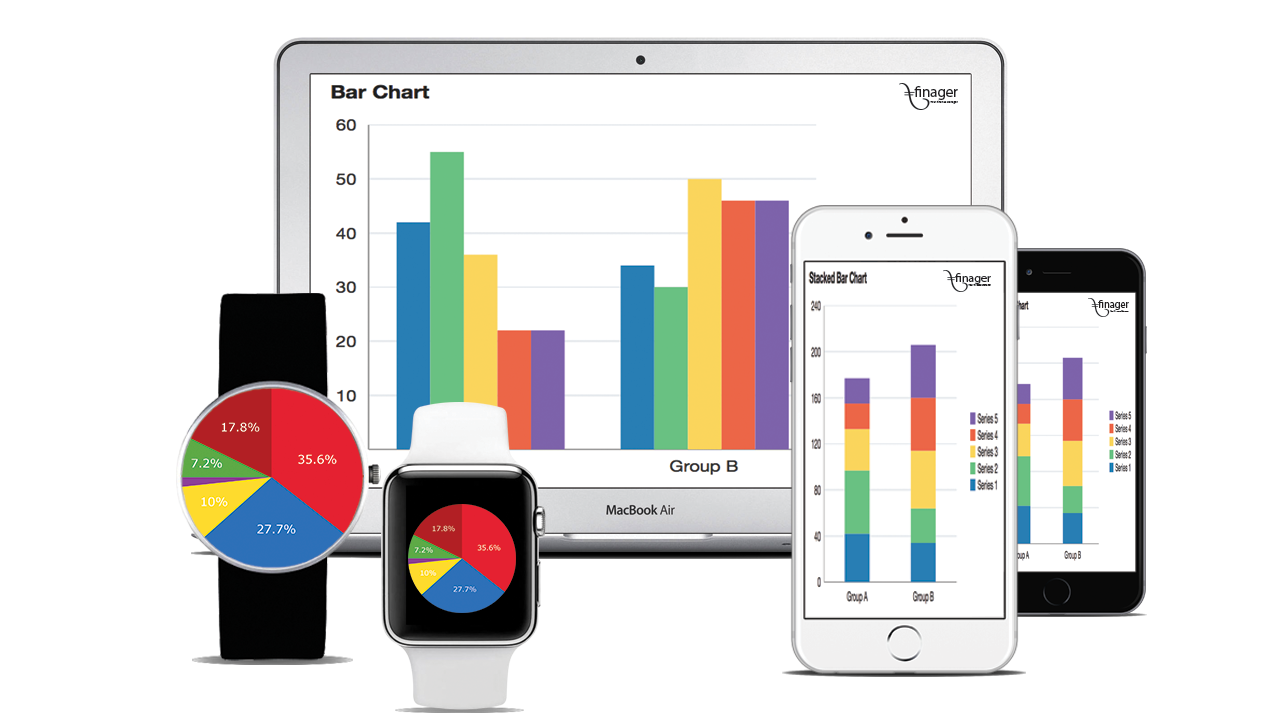 Bar Chart
finager
60
50
40
30
20
10
Group B
MacBook Air
17.8%
35.6%
7.2%
10%
27.7%
17.8%
35.6%
7.2%
10%
27.7%
Stacked Bar Chart
finager
240
200
160
120
80
40
0
Series 5
Series 4
Series 3
Series 2
Series 1
Group A
Group B
hart
finager
Series 5
Series 4
Series 3
Series 2
Series 1
up A
Group B